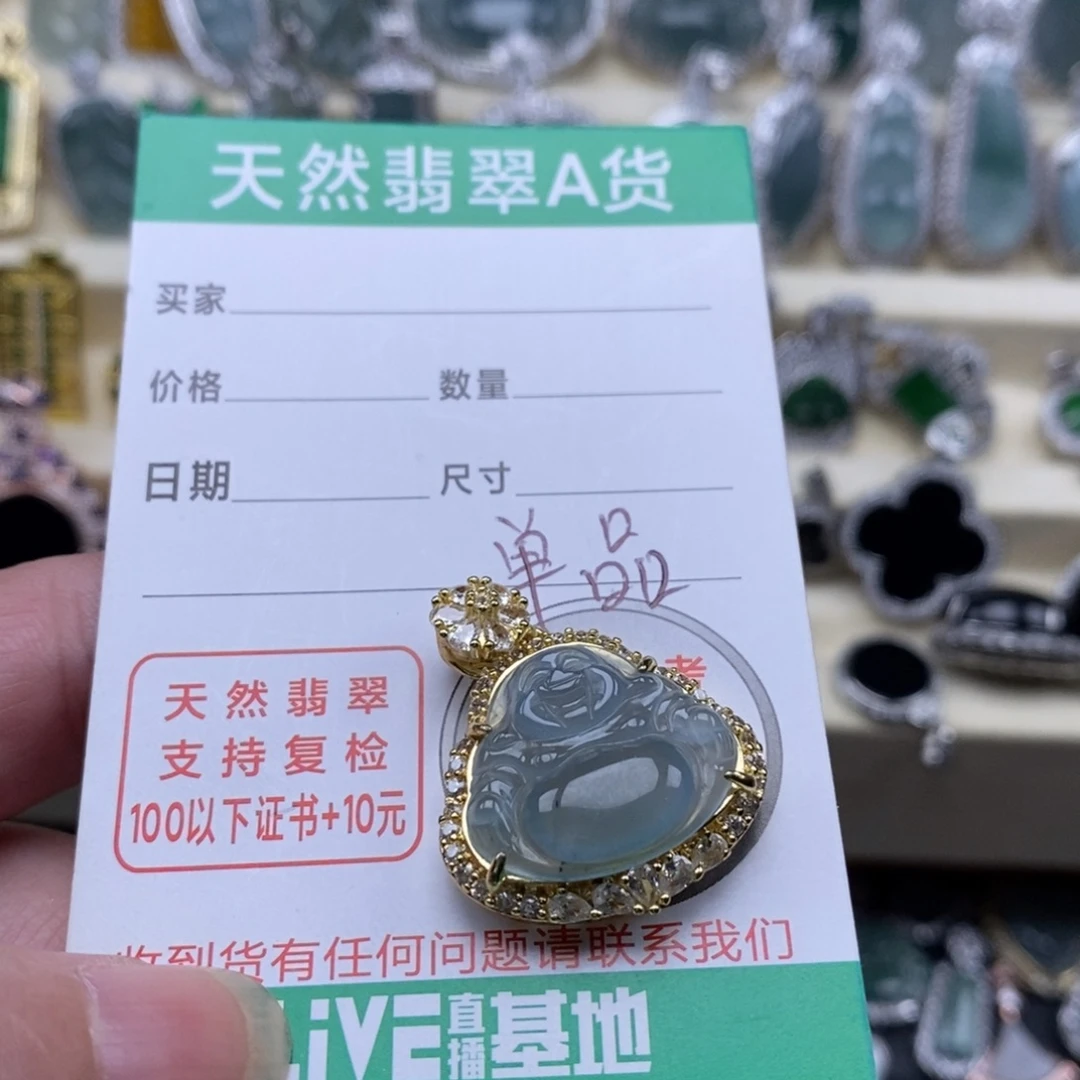 天然翡翠A货
买家
价格 数量
日期 尺寸
单品
天然翡翠
支持复检
100以下证书+10元
收到货有任何问题请联系我们
LiVE直播基地